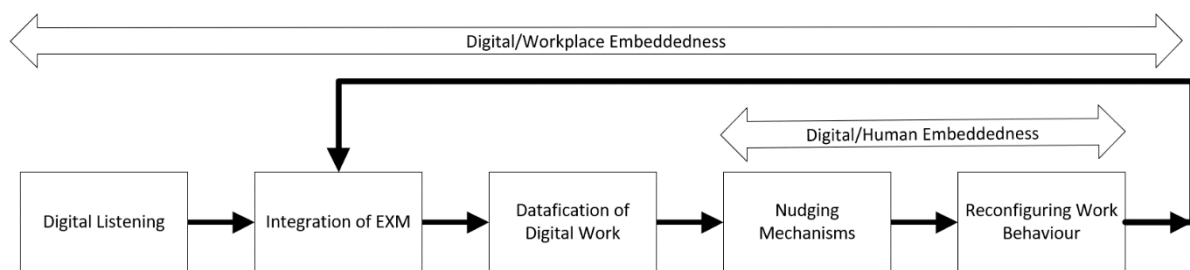 Digital/Workplace Embeddedness
Digital/Human Embeddedness
Digital Listening
Integration of EXM
Datafication of
Digital Work
Nudging
Mechanisms
Reconfiguring Work
Behaviour